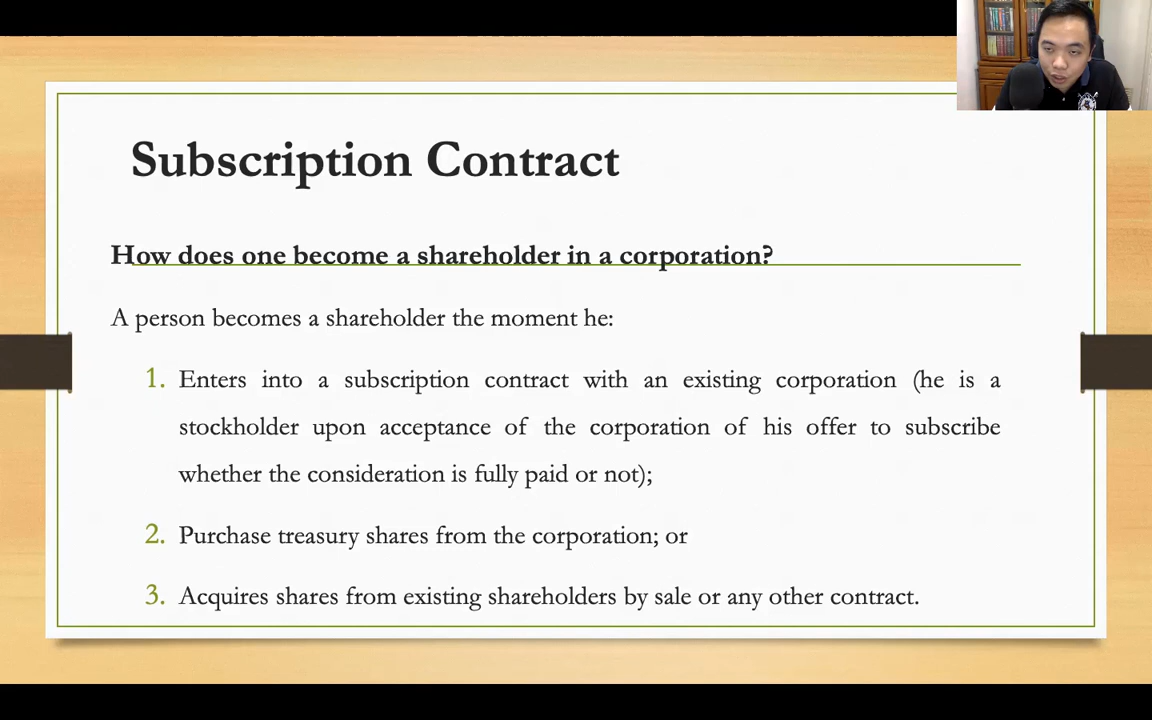 Subscription Contract
How does one become a shareholder in a corporation?
A person becomes a shareholder the moment he:
1. Enters into a subscription contract with an existing corporation (he is a
stockholder upon acceptance of the corporation of his offer to subscribe
whether the consideration is fully paid or not);
2. Purchase treasury shares from the corporation; or
3. Acquires shares from existing shareholders by sale or any other contract.